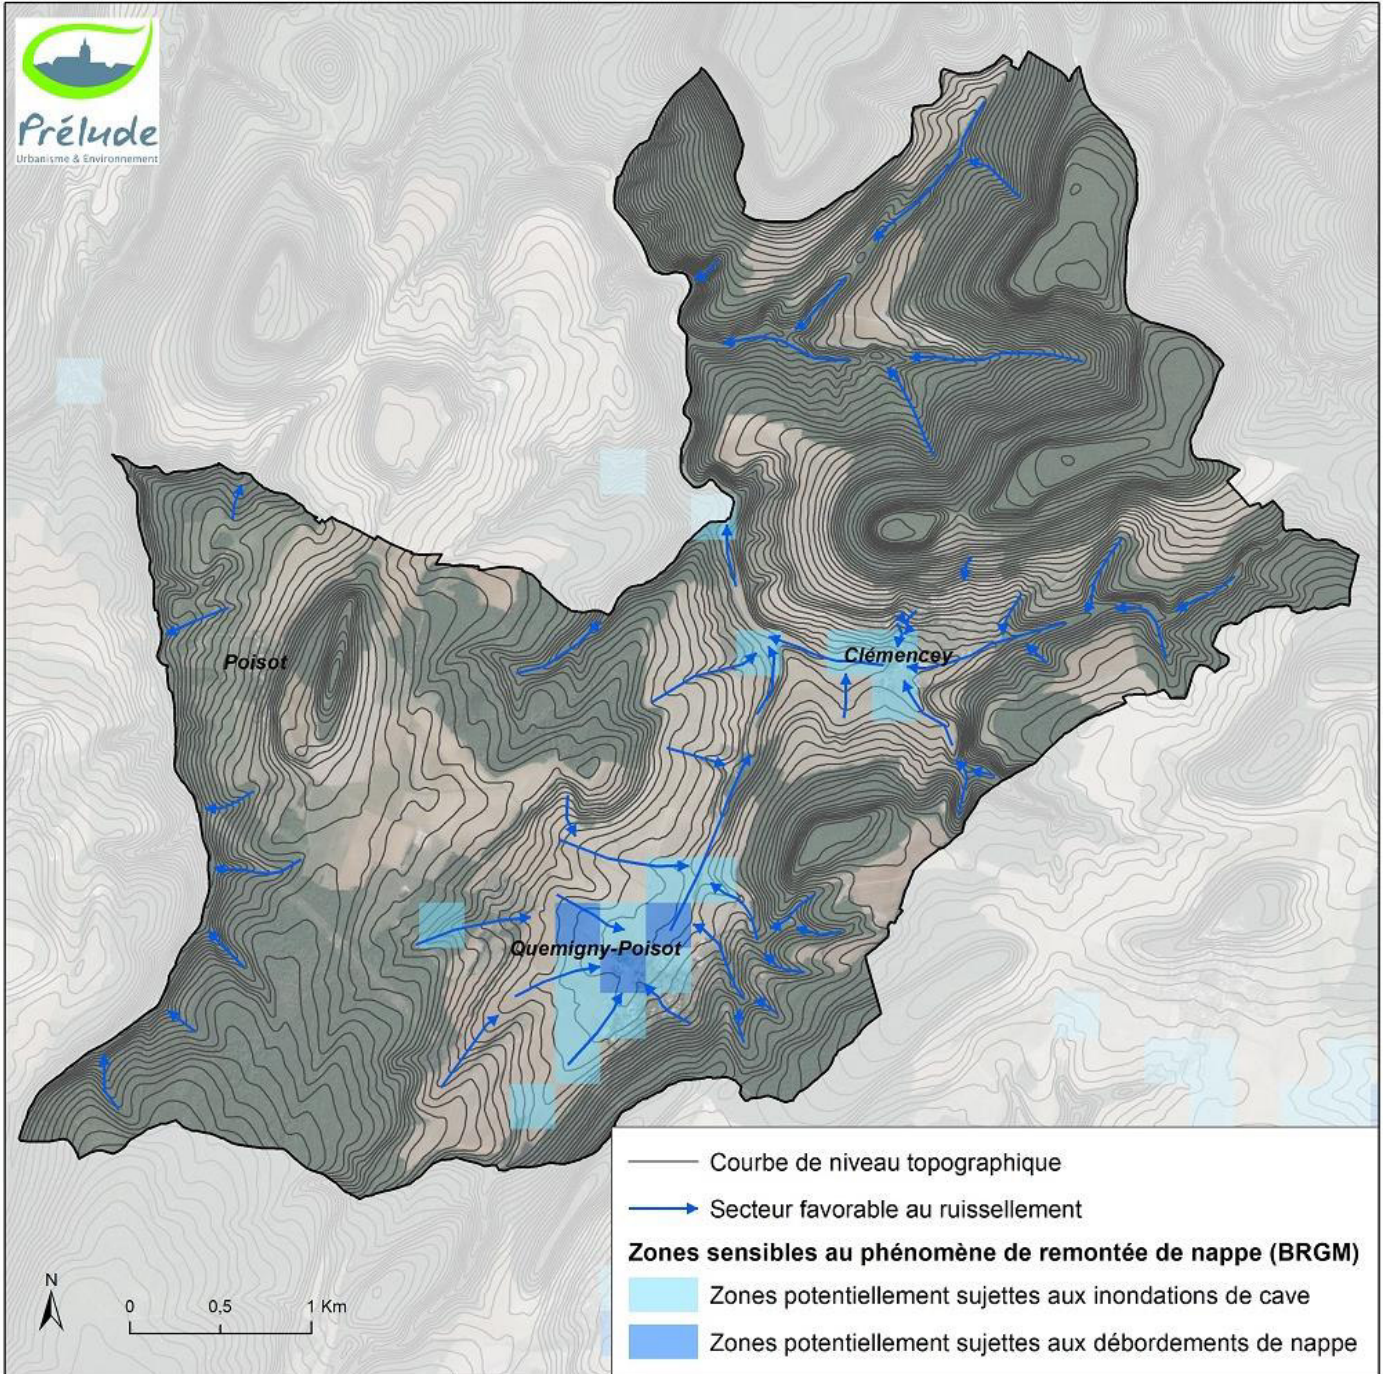 Prélude
Urbanisme & Environnement
Poisot
Clémencey
Quemigny-Poisot
Courbe de niveau topographique
Secteur favorable au ruissellement
Zones sensibles au phénomène de remontée de nappe (BRGM)
Zones potentiellement sujettes aux inondations de cave
Zones potentiellement sujettes aux débordements de nappe
N
0 0,5 1 Km